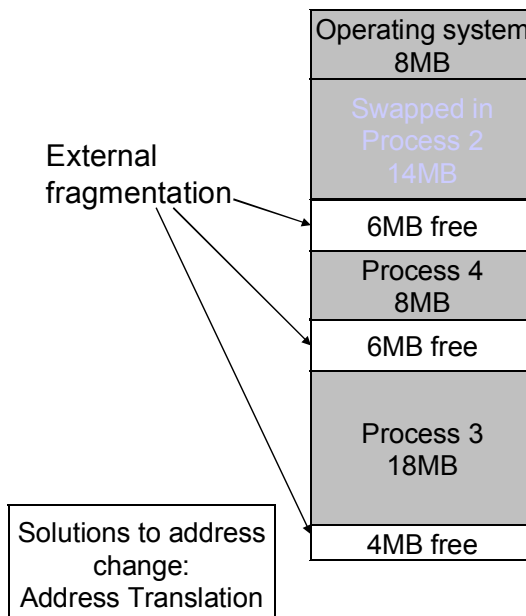 Operating system
8MB
Swapped in
Process 2
14MB
External
fragmentation
6MB free
Process 4
8MB
6MB free
Process 3
18MB
4MB free
Solutions to address
change:
Address Translation